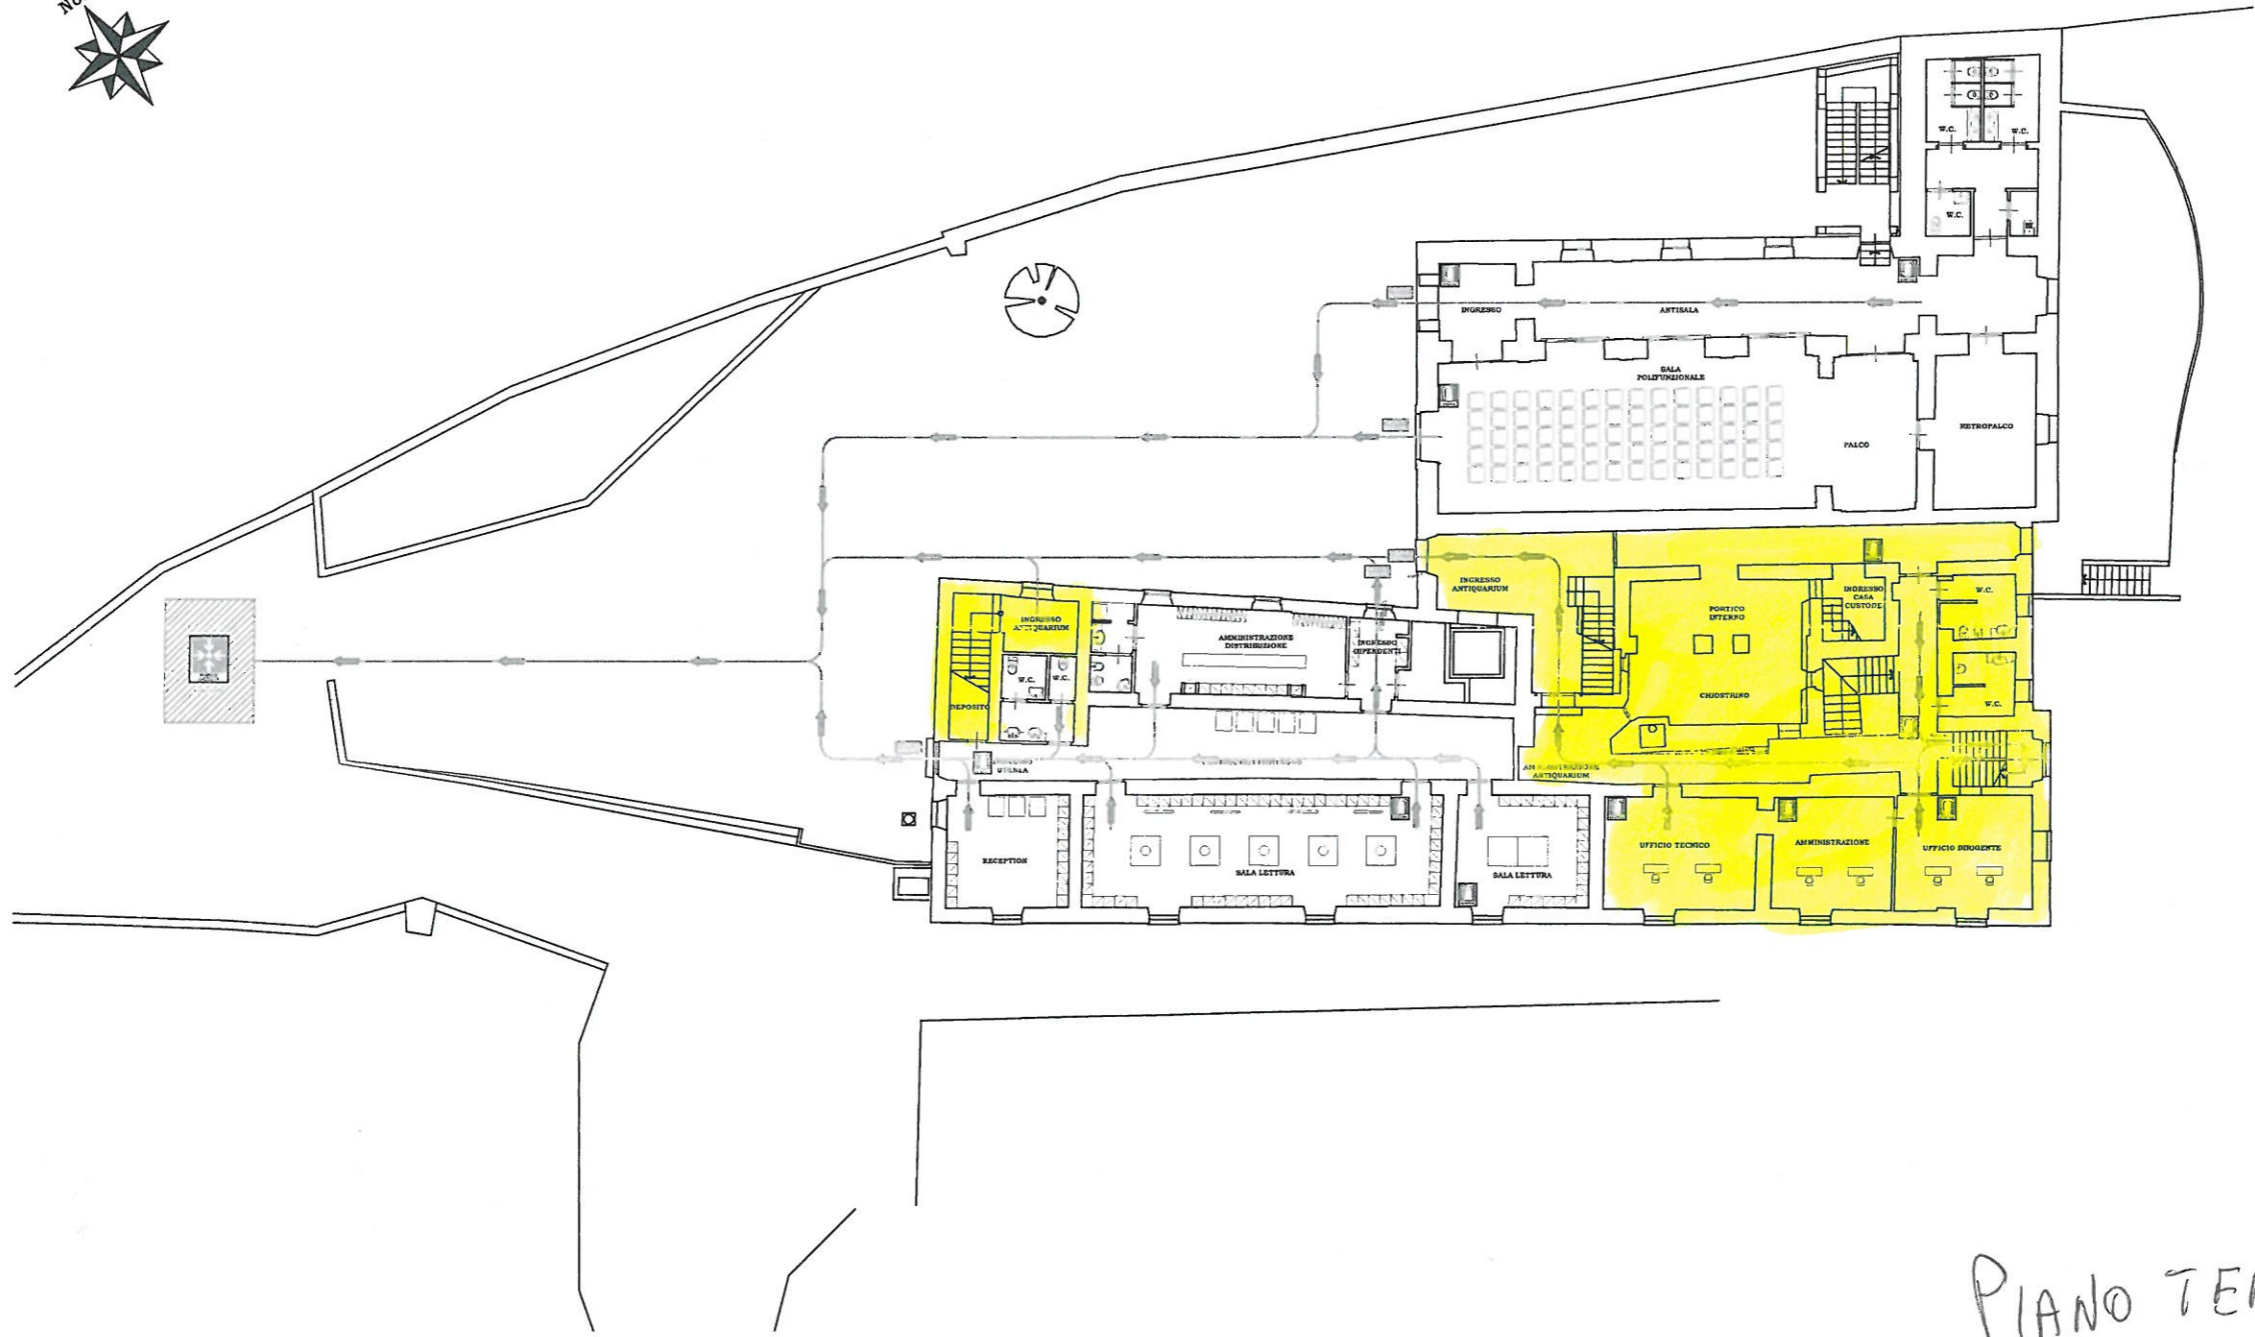 W.C.
W.C.
W.C.
INGRESSO
ANTISALA
SALA
POLIFUNZIONALE
PALCO
RETROPALCO
INGRESSO
ANTIQUARIUM
PORTICO
INTERNO
INGRESSO
CASA
CUSTODE
W.C.
INGRESSO
ANTIQUARIUM
AMMINISTRAZIONE
DISTRIBUZIONE
INGRESSO
DIPENDENTI
W.C.
W.C.
DEPOSITO
CHIOSTRINO
W.C.
UTENZA
ANTIQUARIUM
RECEPTION
SALA LETTURA
SALA LETTURA
UFFICIO TECNICO
AMMINISTRAZIONE
UFFICIO DIRIGENTE
PIANO TE